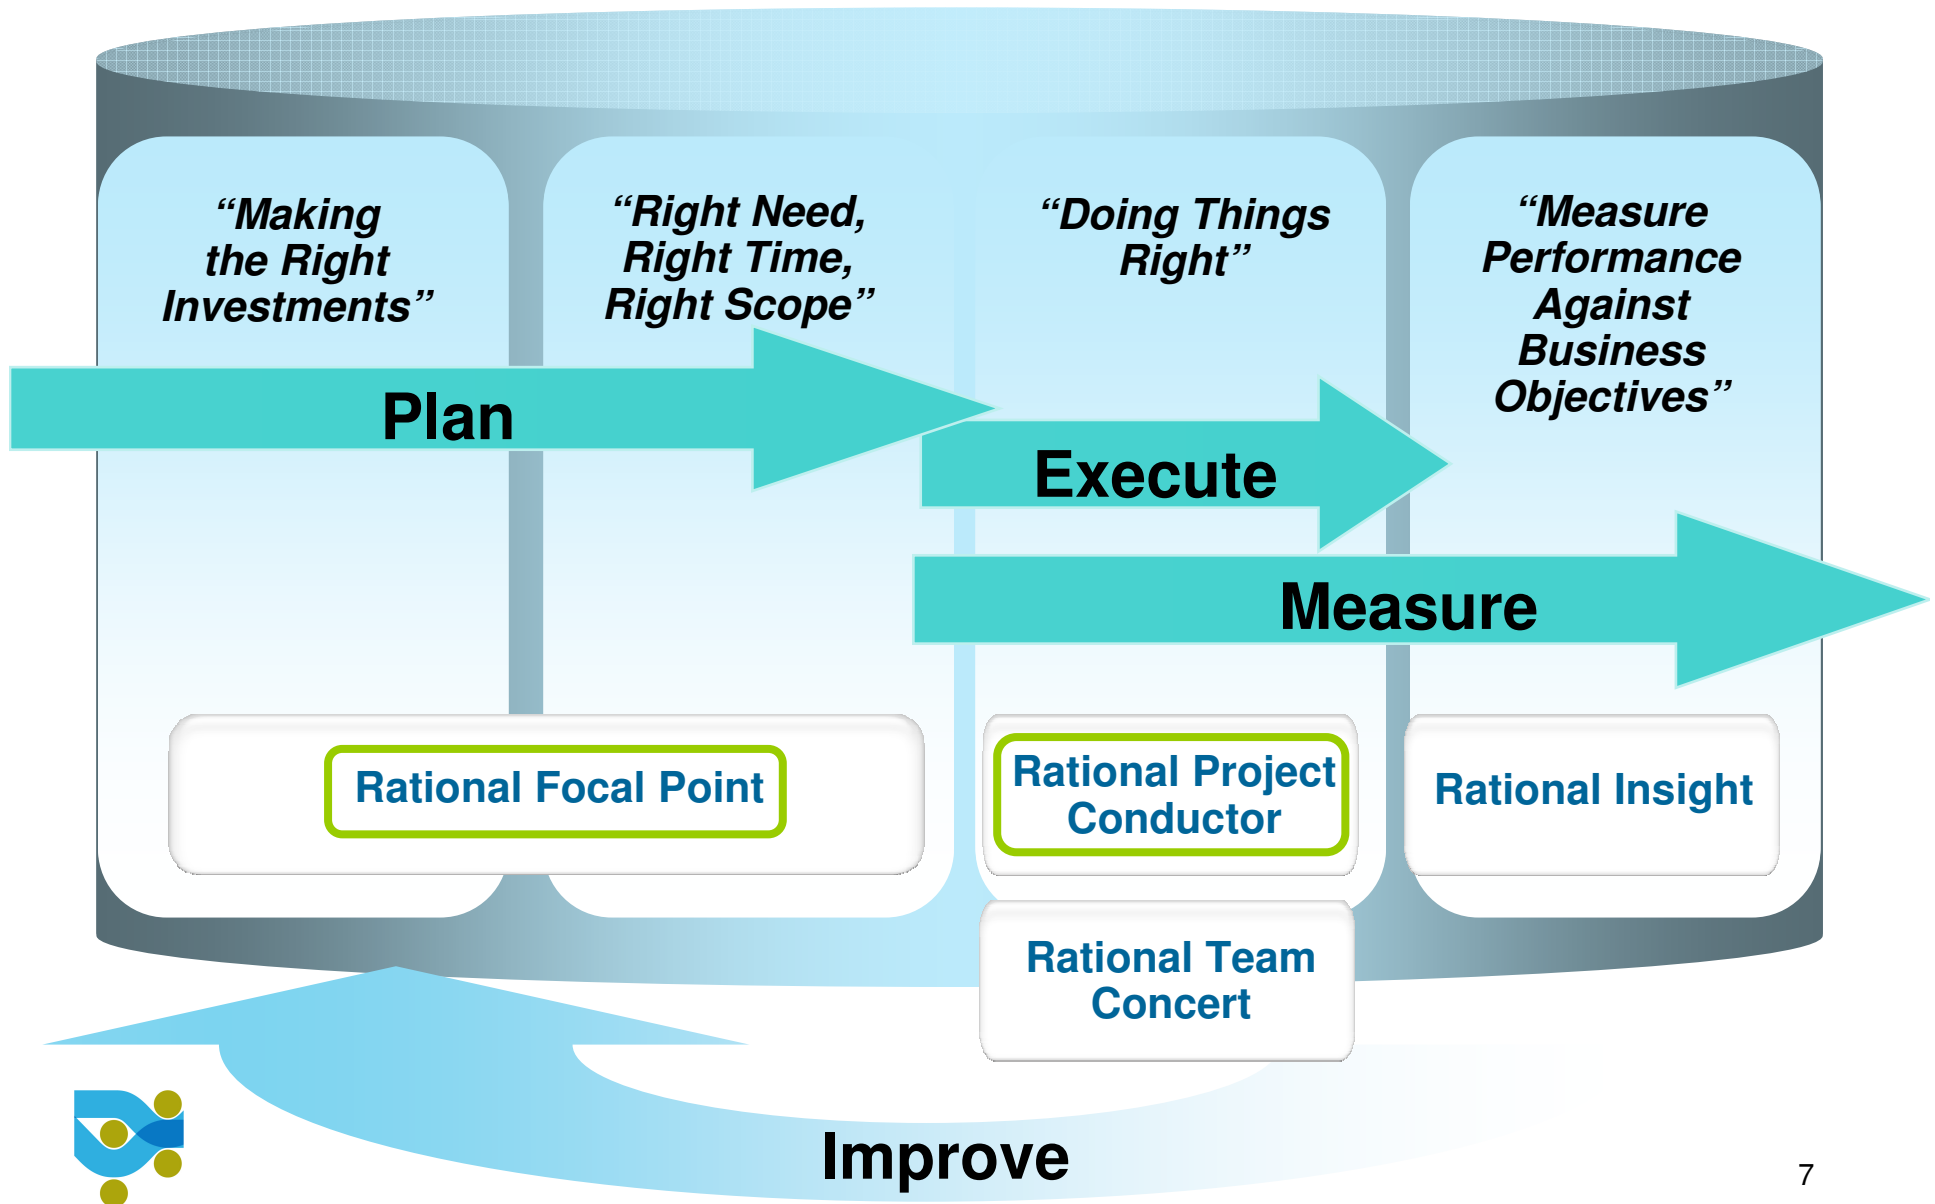 “Making
the Right
Investments”
“Right Need,
Right Time,
Right Scope”
“Doing Things
Right”
“Measure
Performance
Against
Business
Objectives”
Plan
Execute
Measure
Rational Focal Point
Rational Project
Conductor
Rational Insight
Rational Team
Concert
Improve
7